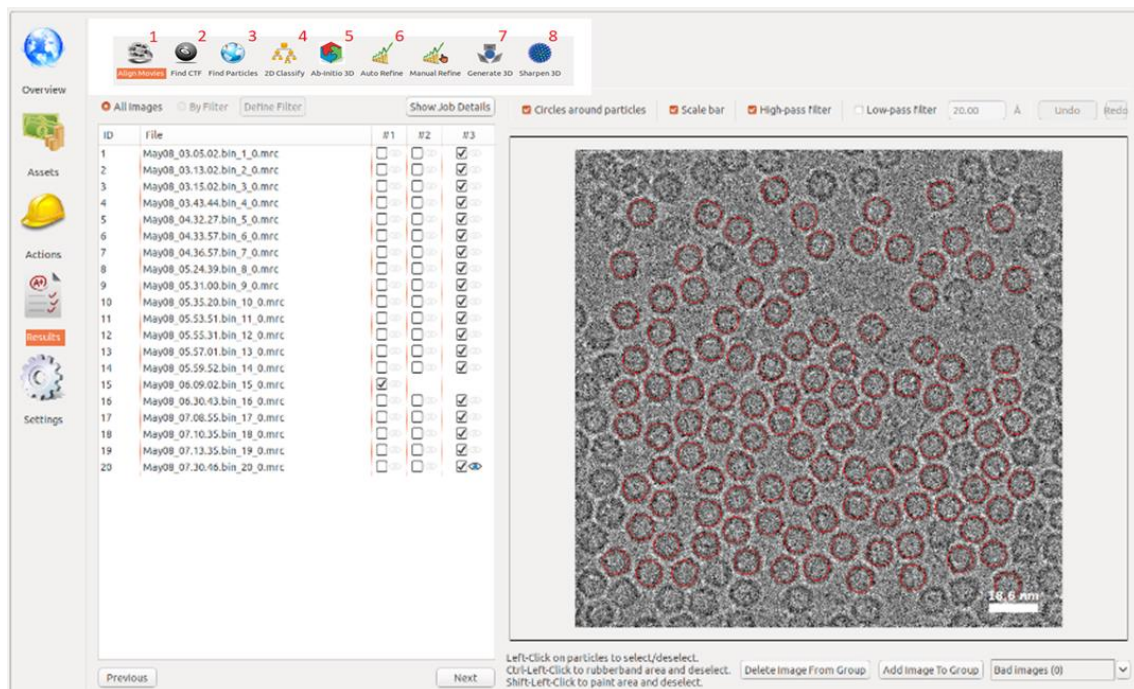 1 2 3 4 5 6 7 8
Align Movies Find CTF Find Particles 2D Classify Ab-Initio 3D Auto Refine Manual Refine Generate 3D Sharpen 3D
Overview
Assets
Actions
Results
Settings
All Images By Filter Define Filter Show Job Details
ID File #1 #2 #3
1 May08_03.05.02.bin_1_0.mrc
2 May08_03.13.02.bin_2_0.mrc
3 May08_03.15.02.bin_3_0.mrc
4 May08_03.43.44.bin_4_0.mrc
5 May08_04.32.27.bin_5_0.mrc
6 May08_04.33.57.bin_6_0.mrc
7 May08_04.36.57.bin_7_0.mrc
8 May08_05.24.39.bin_8_0.mrc
9 May08_05.31.00.bin_9_0.mrc
10 May08_05.35.20.bin_10_0.mrc
11 May08_05.53.51.bin_11_0.mrc
12 May08_05.55.31.bin_12_0.mrc
13 May08_05.57.01.bin_13_0.mrc
14 May08_05.59.52.bin_14_0.mrc
15 May08_06.09.02.bin_15_0.mrc
16 May08_06.30.43.bin_16_0.mrc
17 May08_07.08.55.bin_17_0.mrc
18 May08_07.10.35.bin_18_0.mrc
19 May08_07.13.35.bin_19_0.mrc
20 May08_07.30.46.bin_20_0.mrc
Previous Next
Circles around particles Scale bar High-pass filter Low-pass filter 20.00 Å Undo Redo
18.6 nm
Left-Click on particles to select/deselect.
Ctrl-Left-Click to rubberband area and deselect.
Shift-Left-Click to paint area and deselect.
Delete Image From Group Add Image To Group Bad images (0)